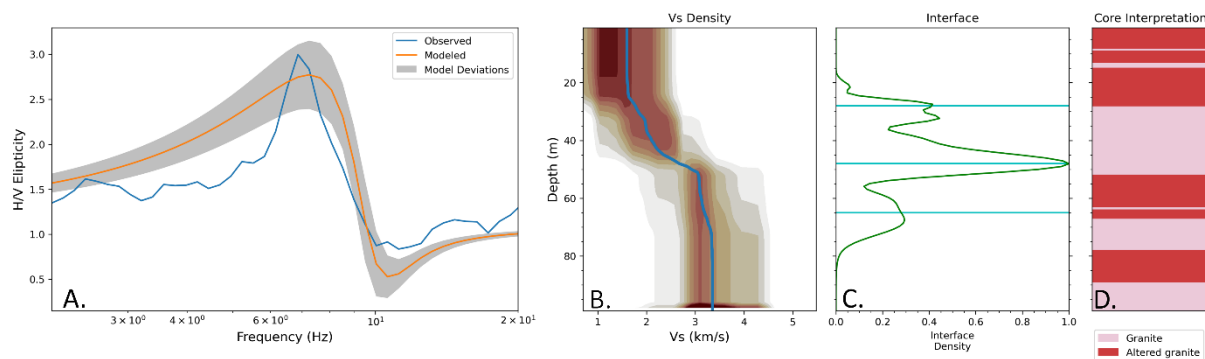 Vs Density
Interface
Core Interpretation
H/V Elipticity
3.0
2.5
2.0
1.5
1.0
0.5
Observed
Modeled
Model Deviations
A.
3 × 10⁰
4 × 10⁰
6 × 10⁰
10¹
2 × 10¹
Frequency (Hz)
Depth (m)
20
40
60
80
B.
1
2
3
4
5
Vs (km/s)
C.
0.0
0.2
0.4
0.6
0.8
1.0
Interface
Density
D.
Granite
Altered granite